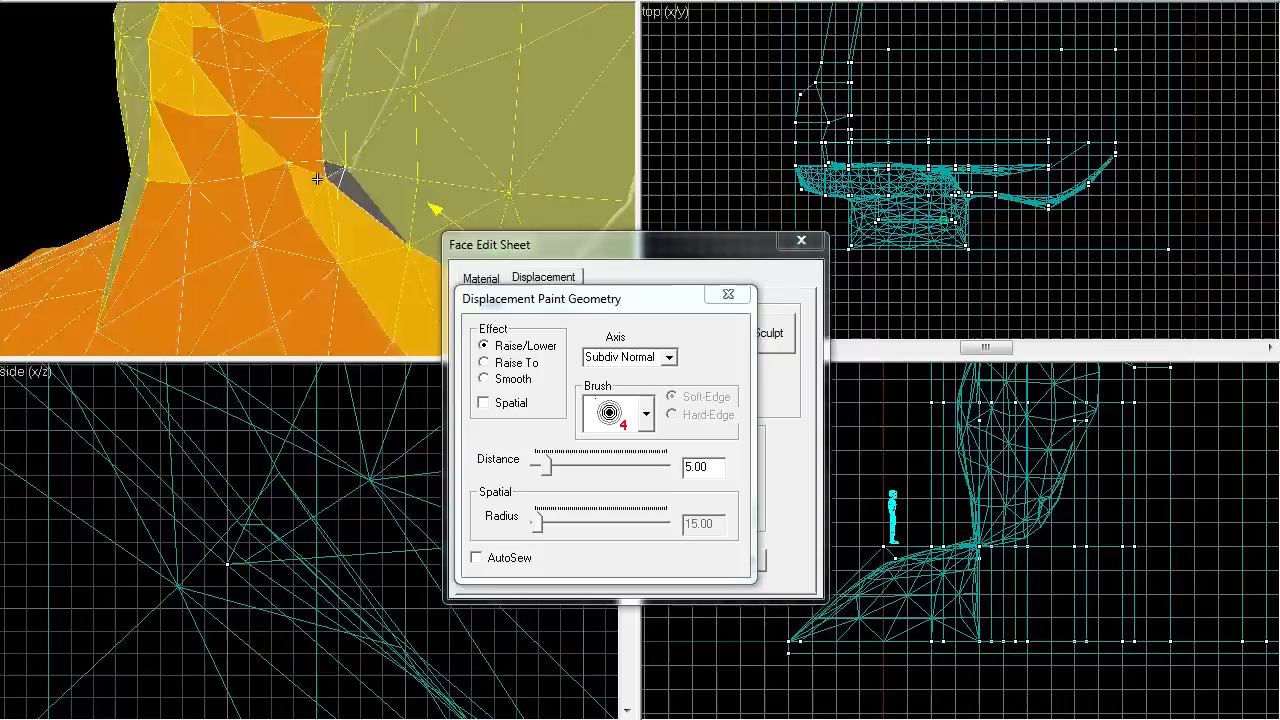 top (x/y)
Face Edit Sheet
Material
Displacement
Displacement Paint Geometry
Sculpt
Effect
Raise/Lower
Raise To
Smooth
Spatial
Axis
Subdiv Normal
Brush
4
Soft-Edge
Hard-Edge
Distance
5.00
Spatial
Radius
15.00
AutoSew
side (x/z)